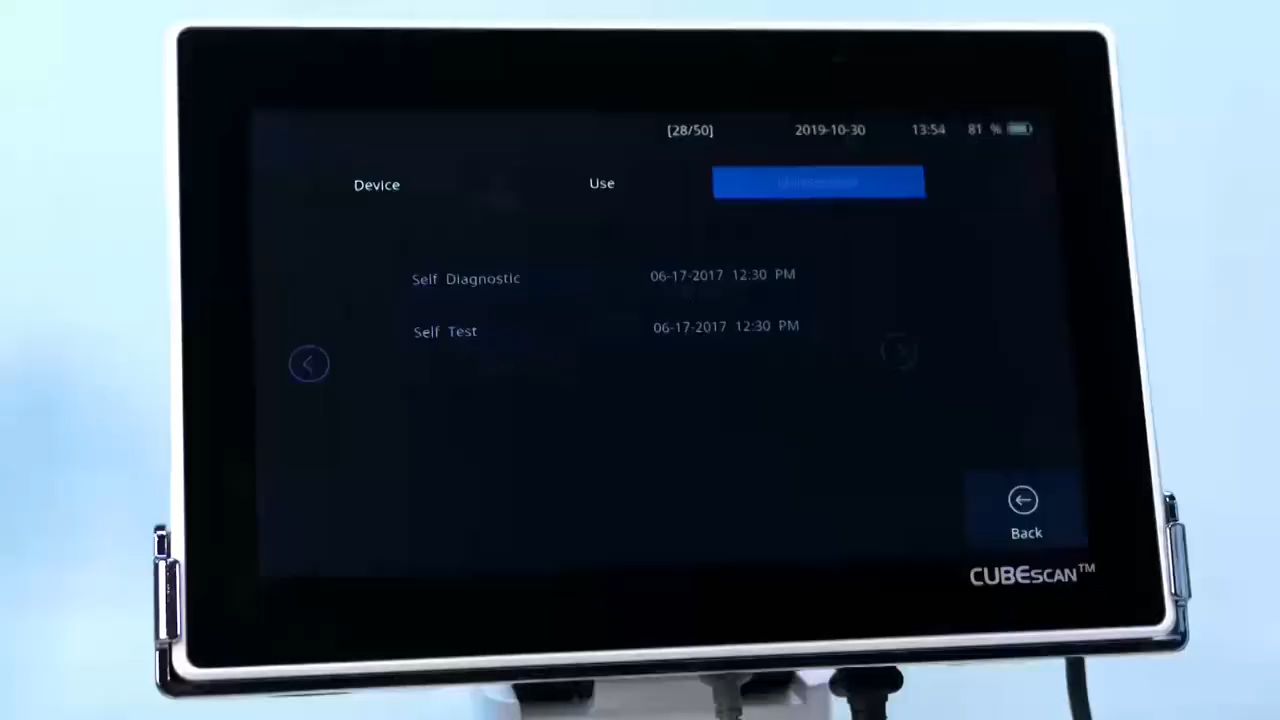 [28/50] 2019-10-30 13:54 81 %
Device Use
Self Diagnostic 06-17-2017 12:30 PM
Self Test 06-17-2017 12:30 PM
Back
CUBEscan™